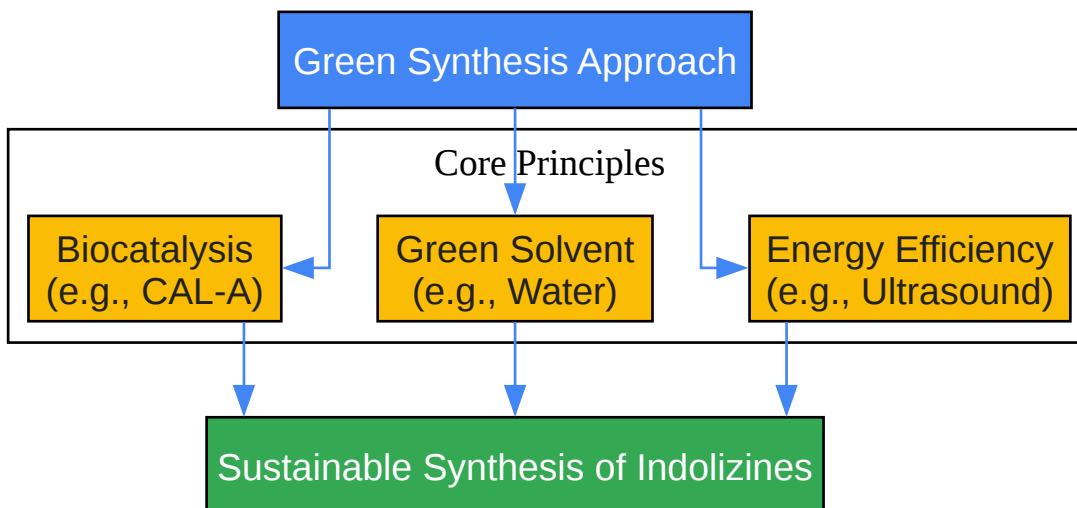 Green Synthesis Approach
Core Principles
Biocatalysis
(e.g., CAL-A)
Green Solvent
(e.g., Water)
Energy Efficiency
(e.g., Ultrasound)
Sustainable Synthesis of Indolizines